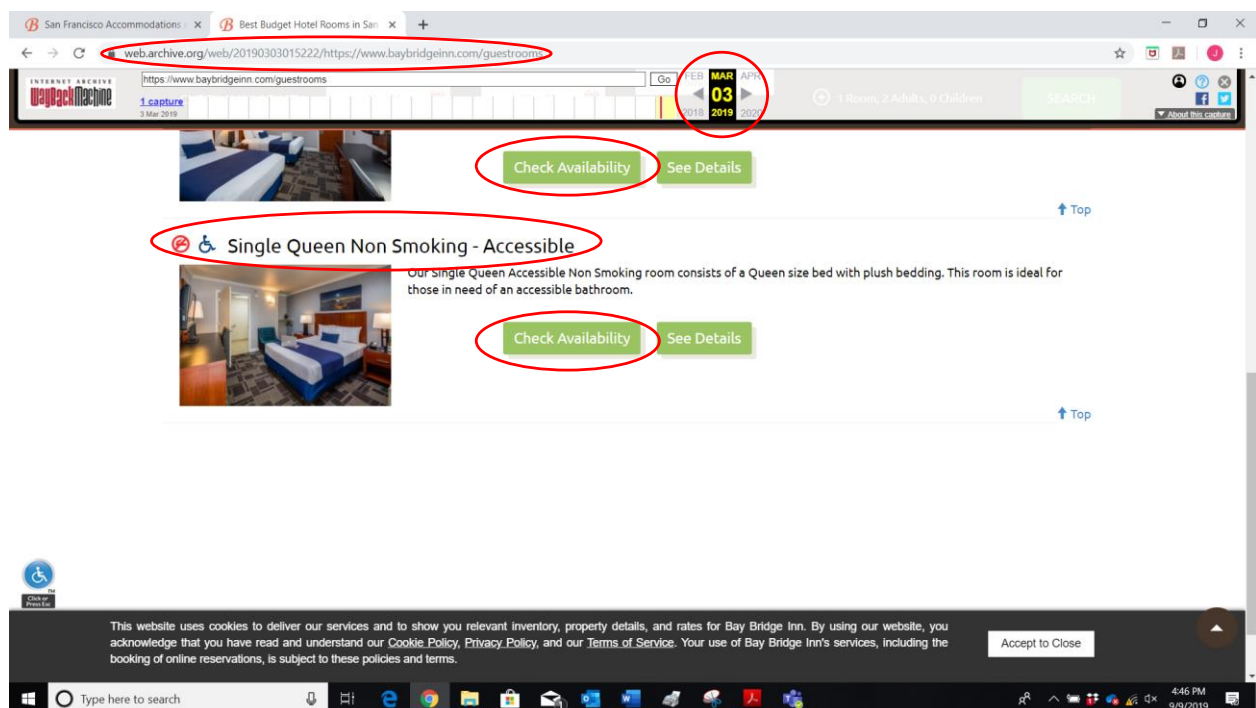 San Francisco Accommodations
Best Budget Hotel Rooms in San
web.archive.org/web/20190303015222/https://www.baybridgeinn.com/guestrooms
INTERNET ARCHIVE
WayBackMachine
https://www.baybridgeinn.com/guestrooms
Go
FEB MAR APR
1 capture
03
3 Mar 2019
2018 2019 2020
1 Room, 2 Adults, 0 Children
SEARCH
About this capture
Check Availability
See Details
Top
Single Queen Non Smoking - Accessible
Our Single Queen Accessible Non Smoking room consists of a Queen size bed with plush bedding. This room is ideal for
those in need of an accessible bathroom.
Check Availability
See Details
Top
TM
Click or
Press Esc
This website uses cookies to deliver our services and to show you relevant inventory, property details, and rates for Bay Bridge Inn. By using our website, you
acknowledge that you have read and understand our Cookie Policy, Privacy Policy, and our Terms of Service. Your use of Bay Bridge Inn's services, including the
booking of online reservations, is subject to these policies and terms.
Accept to Close
Type here to search
4:46 PM
9/9/2019